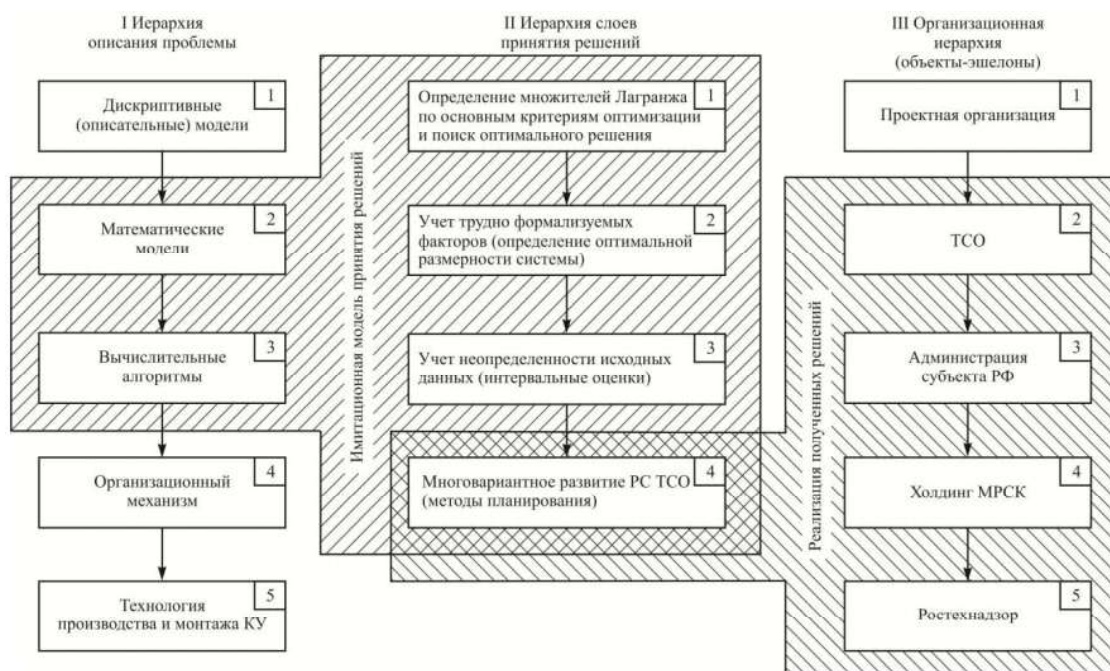 I Иерархия
описания проблемы
1
Дискриптивные
(описательные) модели
2
Математические
модели
3
Вычислительные
алгоритмы
4
Организационный
механизм
5
Технология
производства и монтажа КУ
Имитационная модель принятия решений
II Иерархия слоев
принятия решений
1
Определение множителей Лагранжа
по основным критериям оптимизации
и поиск оптимального решения
2
Учет трудно формализуемых
факторов (определение оптимальной
размерности системы)
3
Учет неопределенности исходных
данных (интервальные оценки)
4
Многовариантное развитие РС ТСО
(методы планирования)
Реализация полученных решений
III Организационная
иерархия
(объекты-эшелоны)
1
Проектная организация
2
ТСО
3
Администрация
субъекта РФ
4
Холдинг МРСК
5
Ростехнадзор